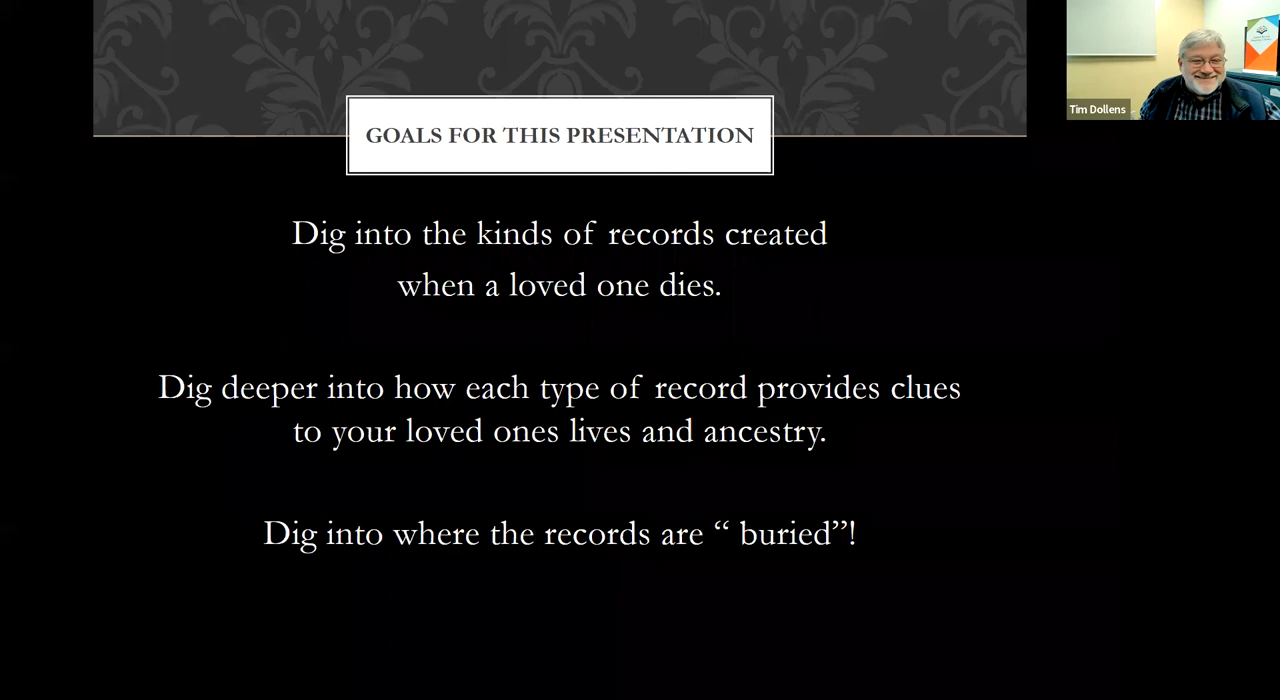 GOALS FOR THIS PRESENTATION
Dig into the kinds of records created
when a loved one dies.
Dig deeper into how each type of record provides clues
to your loved ones lives and ancestry.
Dig into where the records are “ buried”!
Tim Dollens